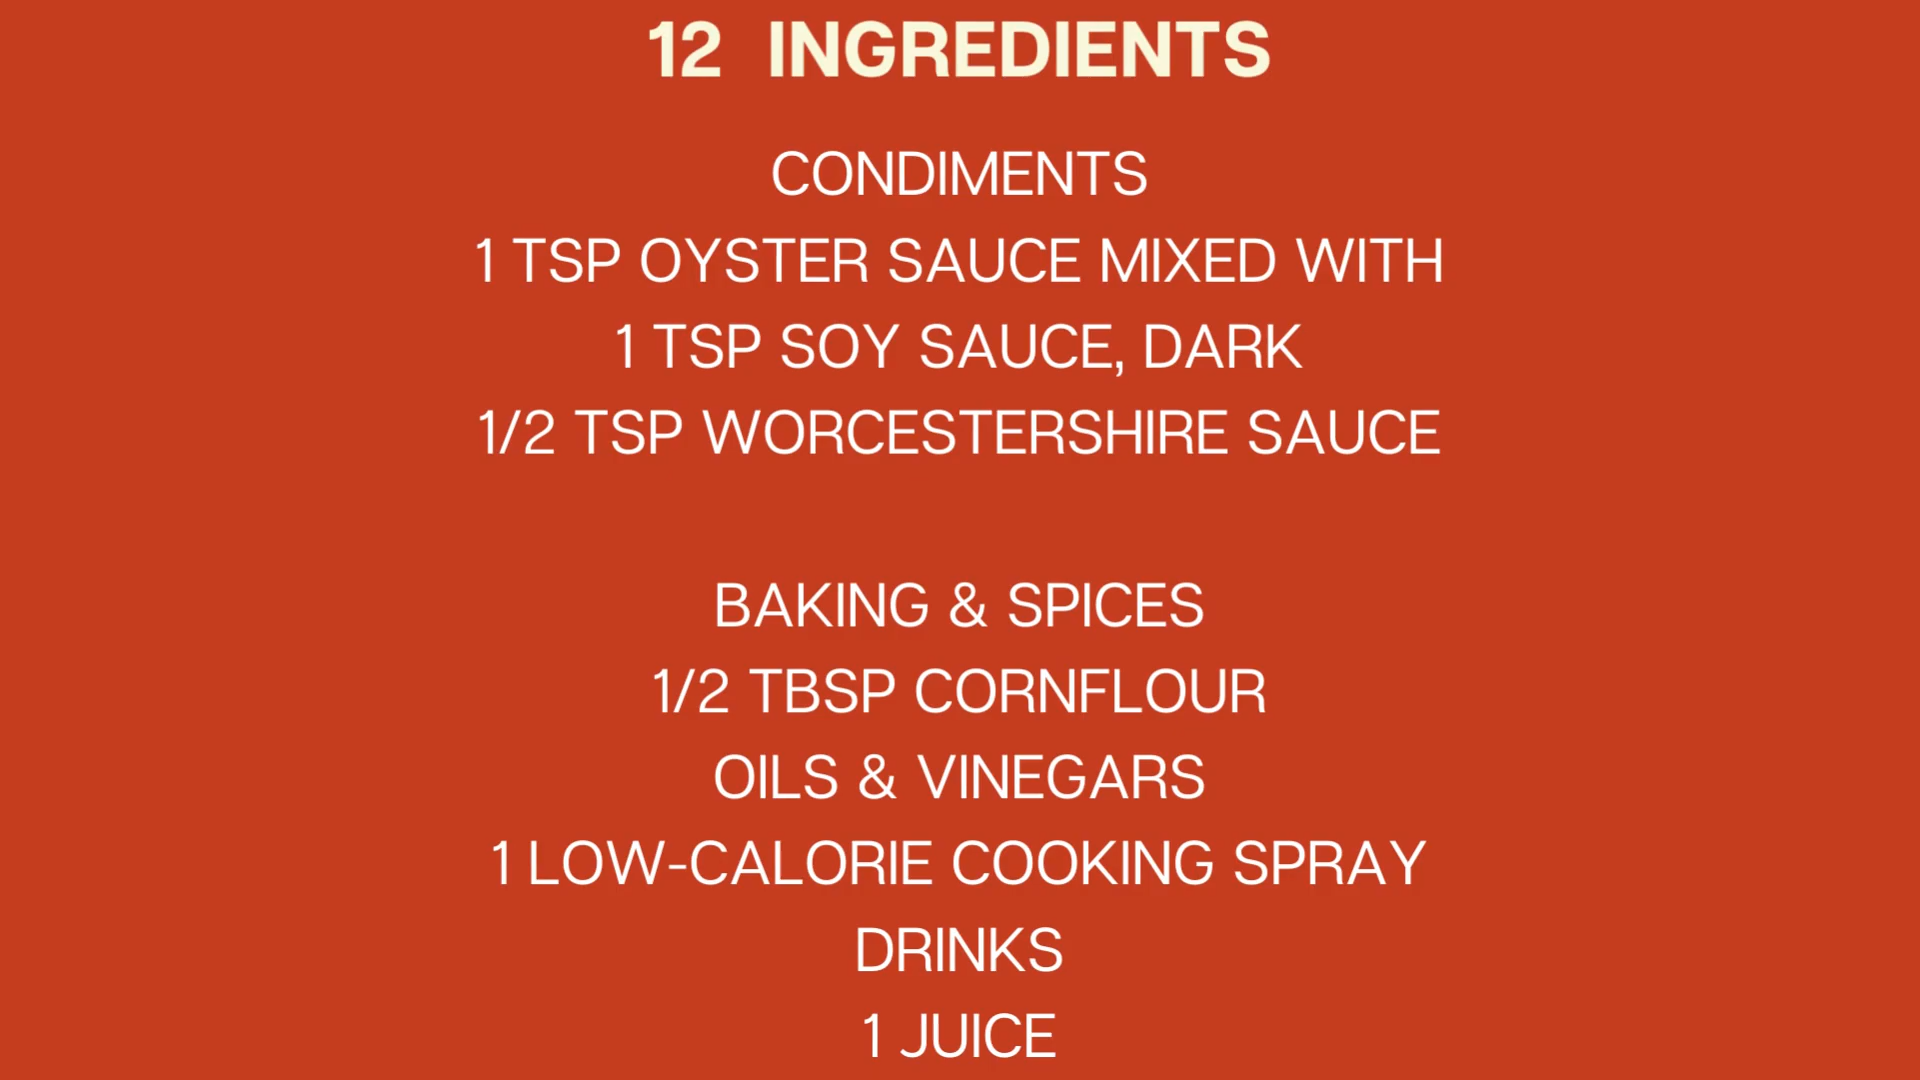 12 INGREDIENTS
CONDIMENTS
1 TSP OYSTER SAUCE MIXED WITH
1 TSP SOY SAUCE, DARK
1/2 TSP WORCESTERSHIRE SAUCE
BAKING & SPICES
1/2 TBSP CORNFLOUR
OILS & VINEGARS
1 LOW-CALORIE COOKING SPRAY
DRINKS
1 JUICE